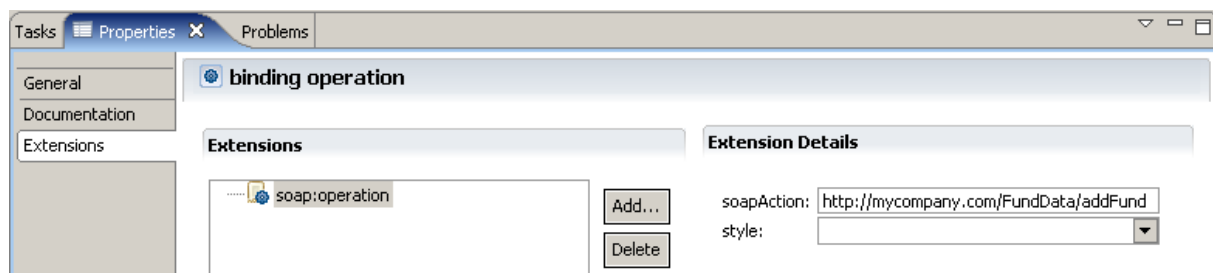 Tasks Properties Problems
General
Documentation
Extensions
binding operation
Extensions
soap:operation
Add...
Delete
Extension Details
soapAction: http://mycompany.com/FundData/addFund
style: